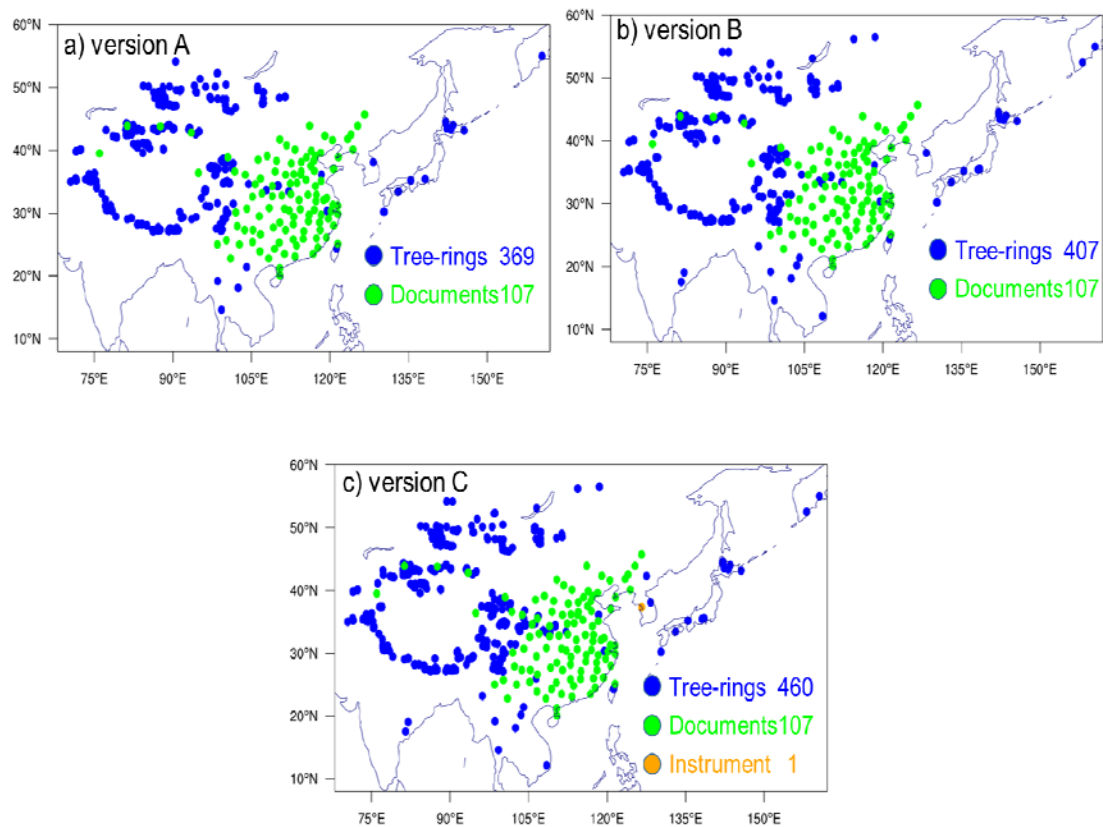 60°N
a) version A
50°N
40°N
30°N
20°N
10°N
Tree-rings 369
Documents107
75°E 90°E 105°E 120°E 135°E 150°E
60°N
b) version B
50°N
40°N
30°N
20°N
10°N
Tree-rings 407
Documents107
75°E 90°E 105°E 120°E 135°E 150°E
60°N
c) version C
50°N
40°N
30°N
20°N
10°N
Tree-rings 460
Documents107
Instrument 1
75°E 90°E 105°E 120°E 135°E 150°E